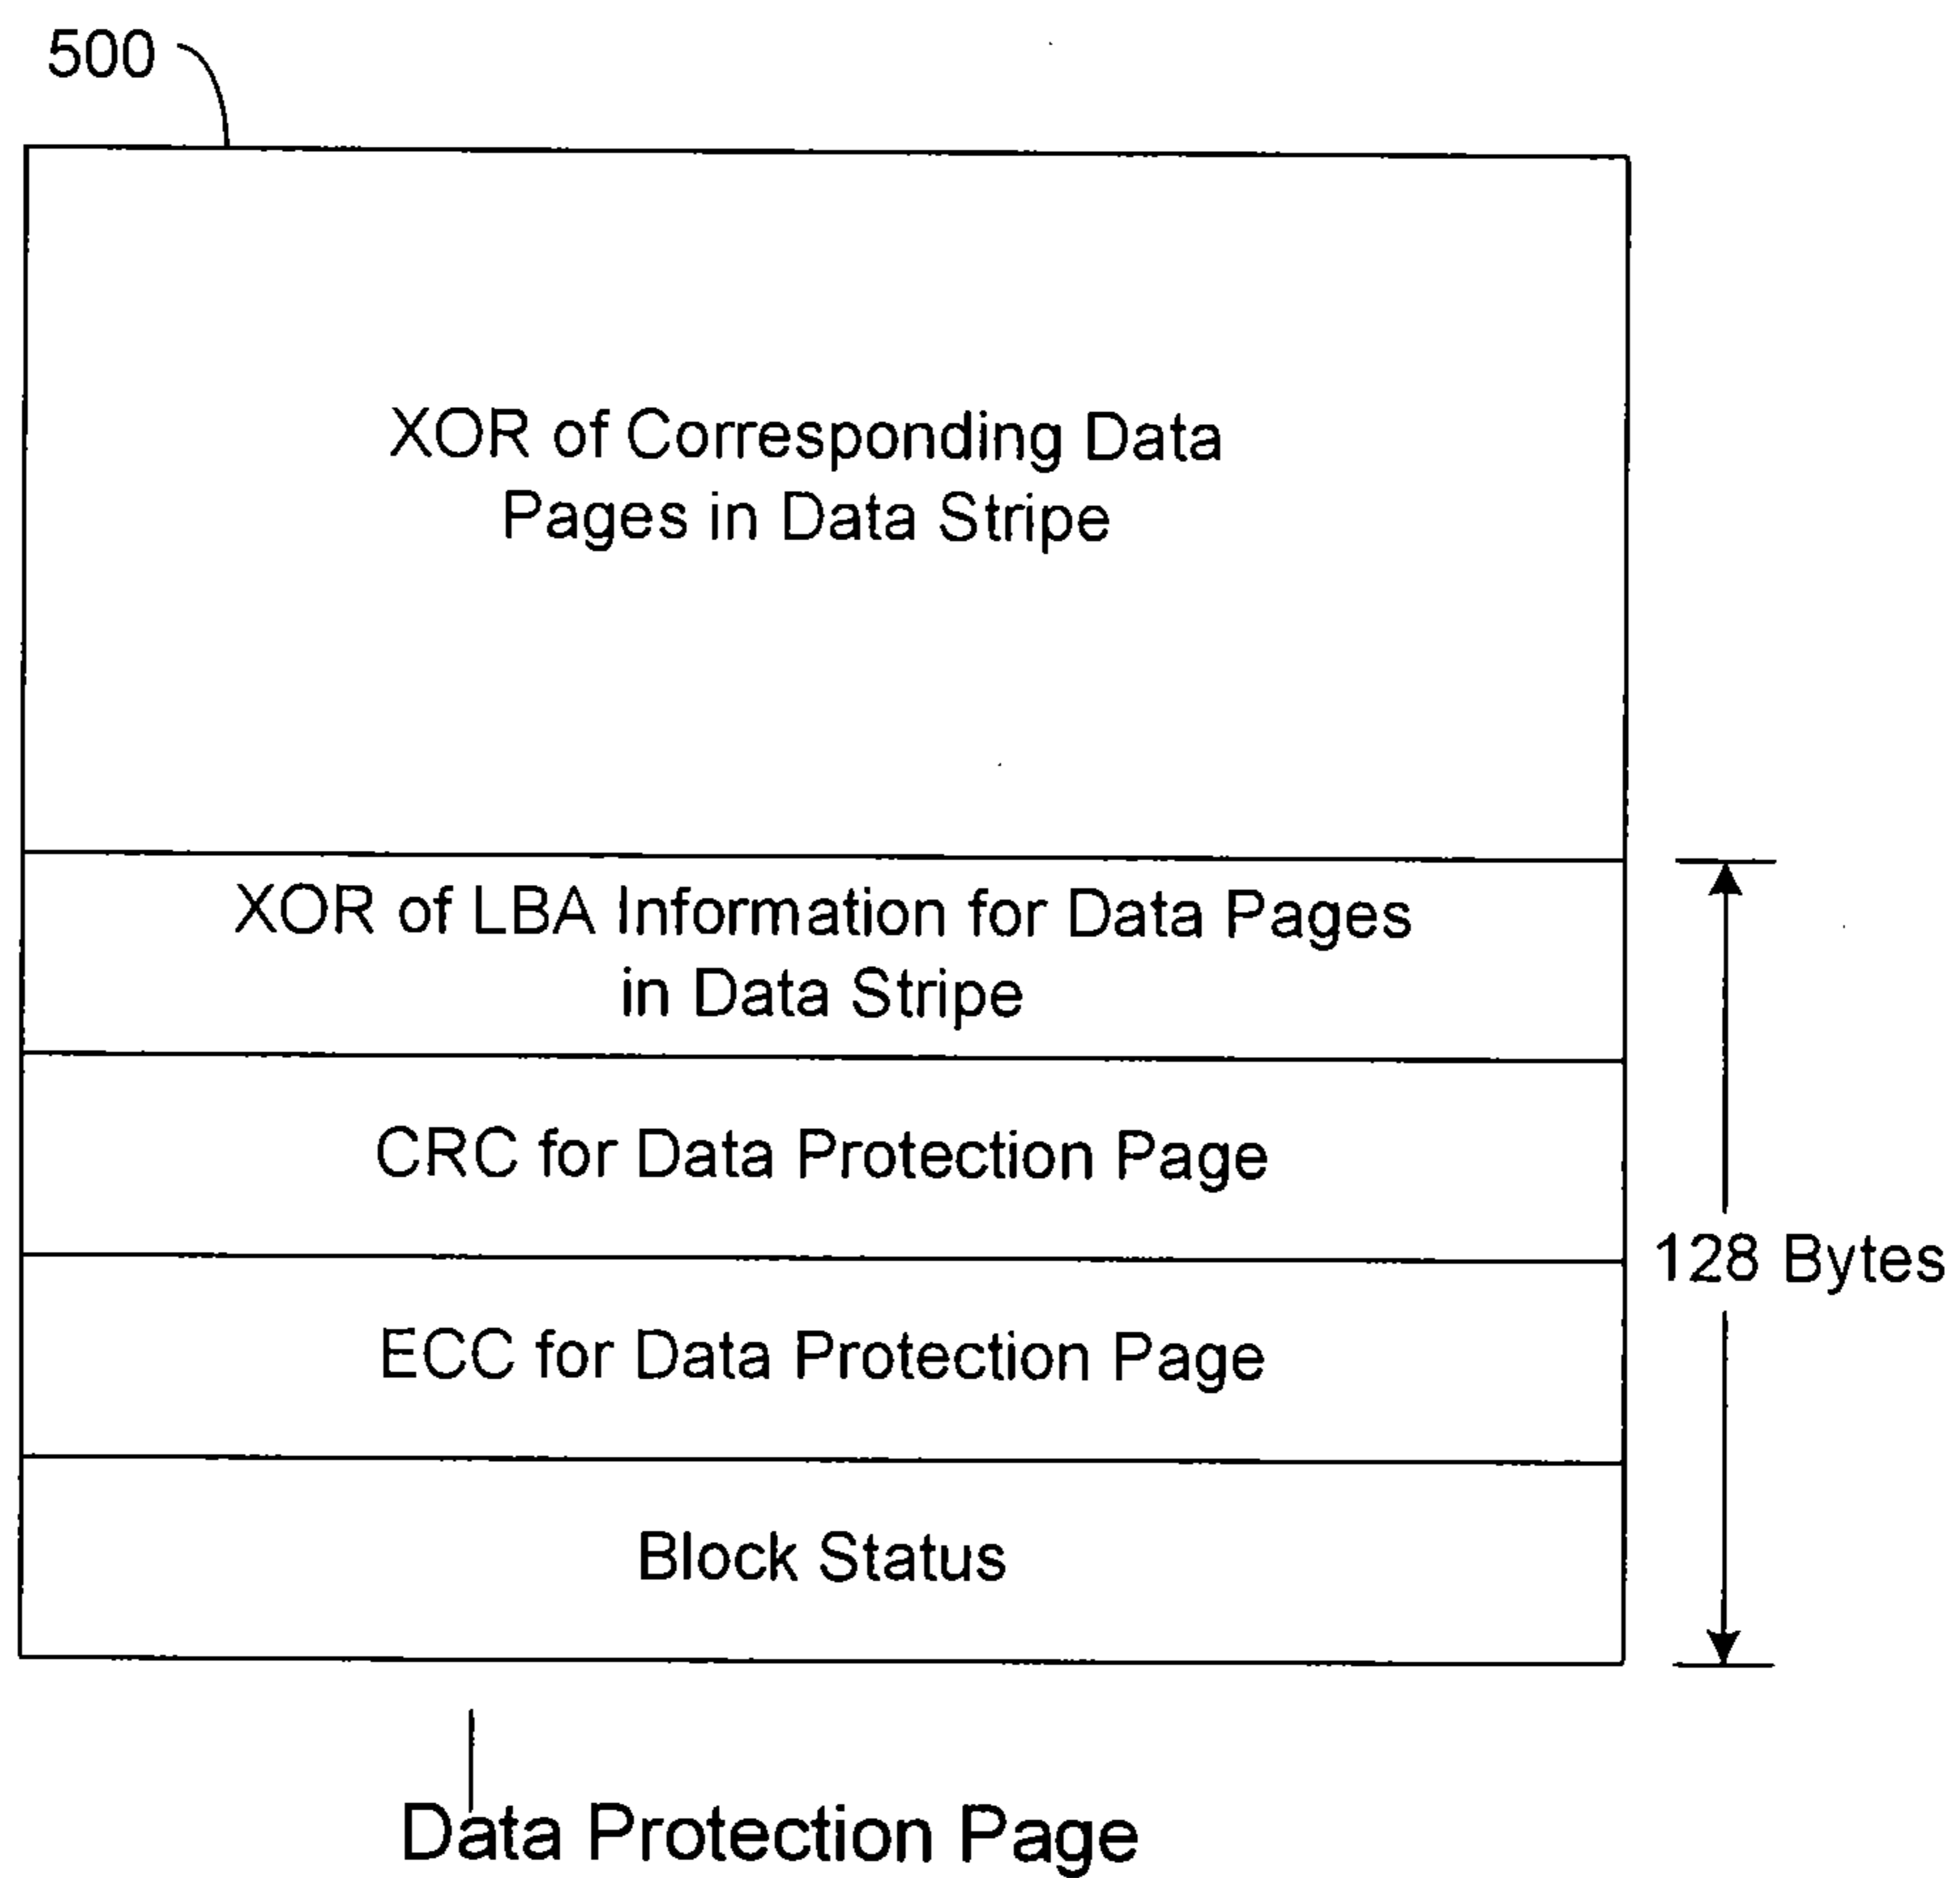 500
XOR of Corresponding Data
Pages in Data Stripe
XOR of LBA Information for Data Pages
in Data Stripe
CRC for Data Protection Page
128 Bytes
ECC for Data Protection Page
Block Status
Data Protection Page